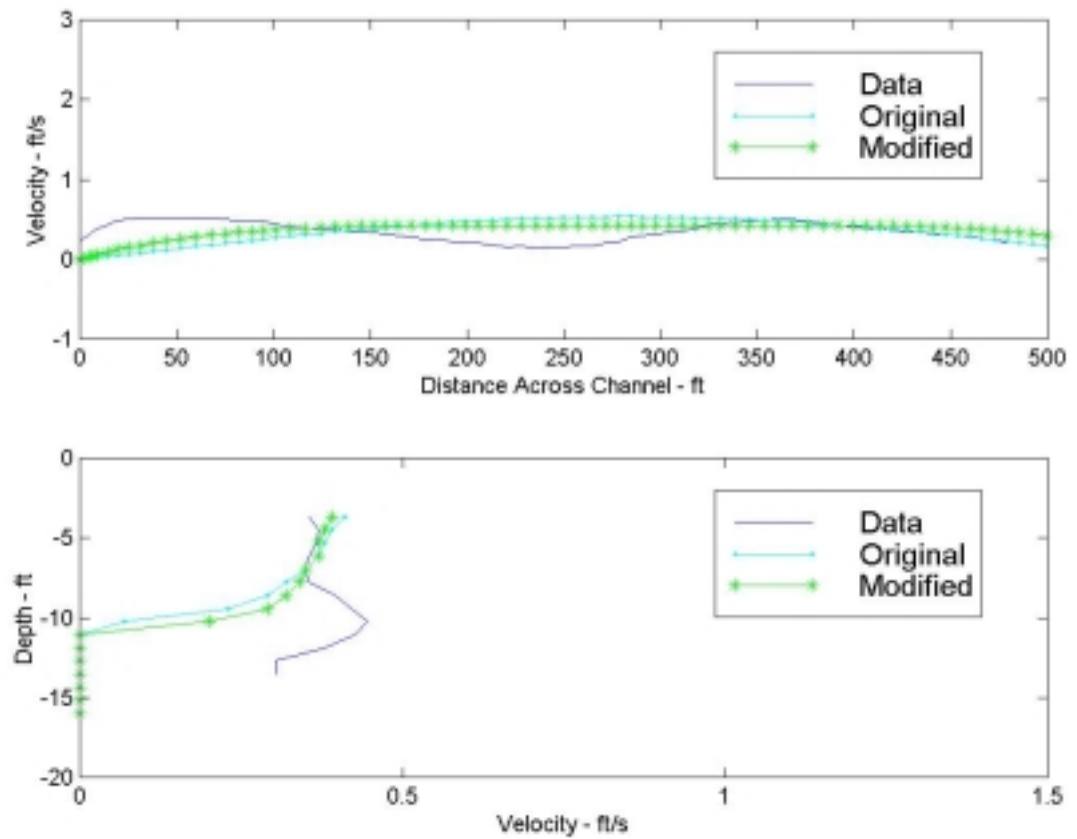 3
2
1
0
-1
Velocity - ft/s
Data
Original
Modified
0 50 100 150 200 250 300 350 400 450 500
Distance Across Channel - ft
0
-5
-10
-15
-20
Depth - ft
Data
Original
Modified
0 0.5 1 1.5
Velocity - ft/s